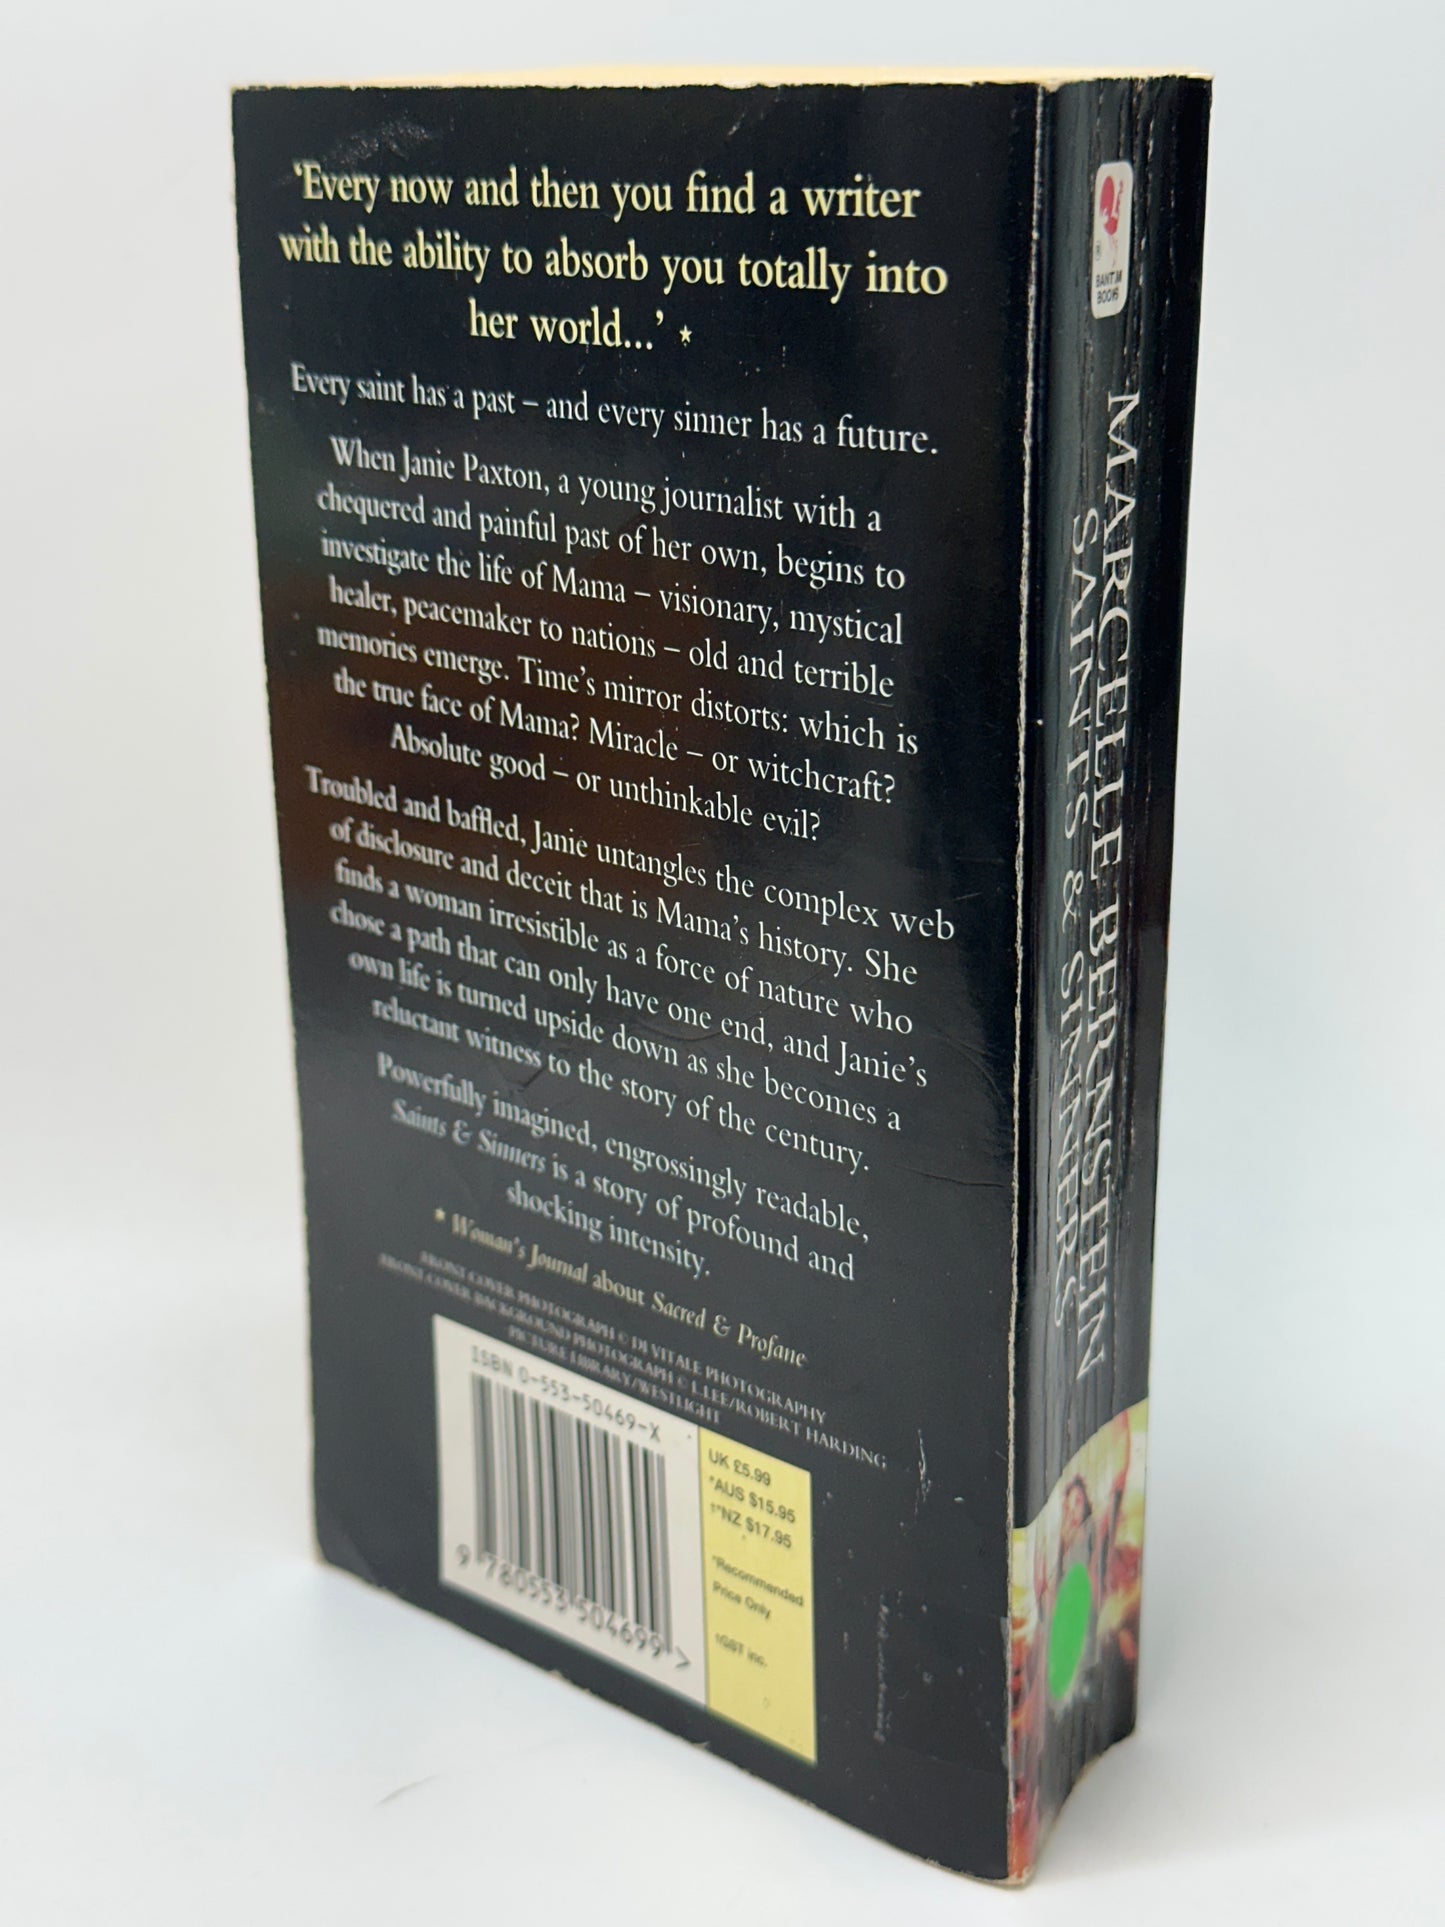 ‘Every now and then you find a writer
with the ability to absorb you totally into
her world...’ *
Every saint has a past – and every sinner has a future.
When Janie Paxton, a young journalist with a
chequered and painful past of her own, begins to
investigate the life of Mama – visionary, mystical
healer, peacemaker to nations – old and terrible
memories emerge. Time’s mirror distorts: which is
the true face of Mama? Miracle – or witchcraft?
Absolute good – or unthinkable evil?
Troubled and baffled, Janie untangles the complex web
of disclosure and deceit that is Mama’s history. She
finds a woman irresistible as a force of nature who
chose a path that can only have one end, and Janie’s
own life is turned upside down as she becomes a
reluctant witness to the story of the century.
Powerfully imagined, engrossingly readable,
Saints & Sinners is a story of profound and
shocking intensity.
* Woman’s Journal about Sacred & Profane
FRONT COVER PHOTOGRAPH © DI VITALE PHOTOGRAPHY
FRONT COVER BACKGROUND PHOTOGRAPH © L.LEE/ROBERT HARDING
PICTURE LIBRARY/WESTLIGHT
ISBN 0-553-50469-X
9 780553 504699 >
UK £5.99
*AUS $15.95
†*NZ $17.95
*Recommended
Price Only
†GST inc.
®
BANTAM
BOOKS
MARCELLE BERNSTEIN
SAINTS & SINNERS